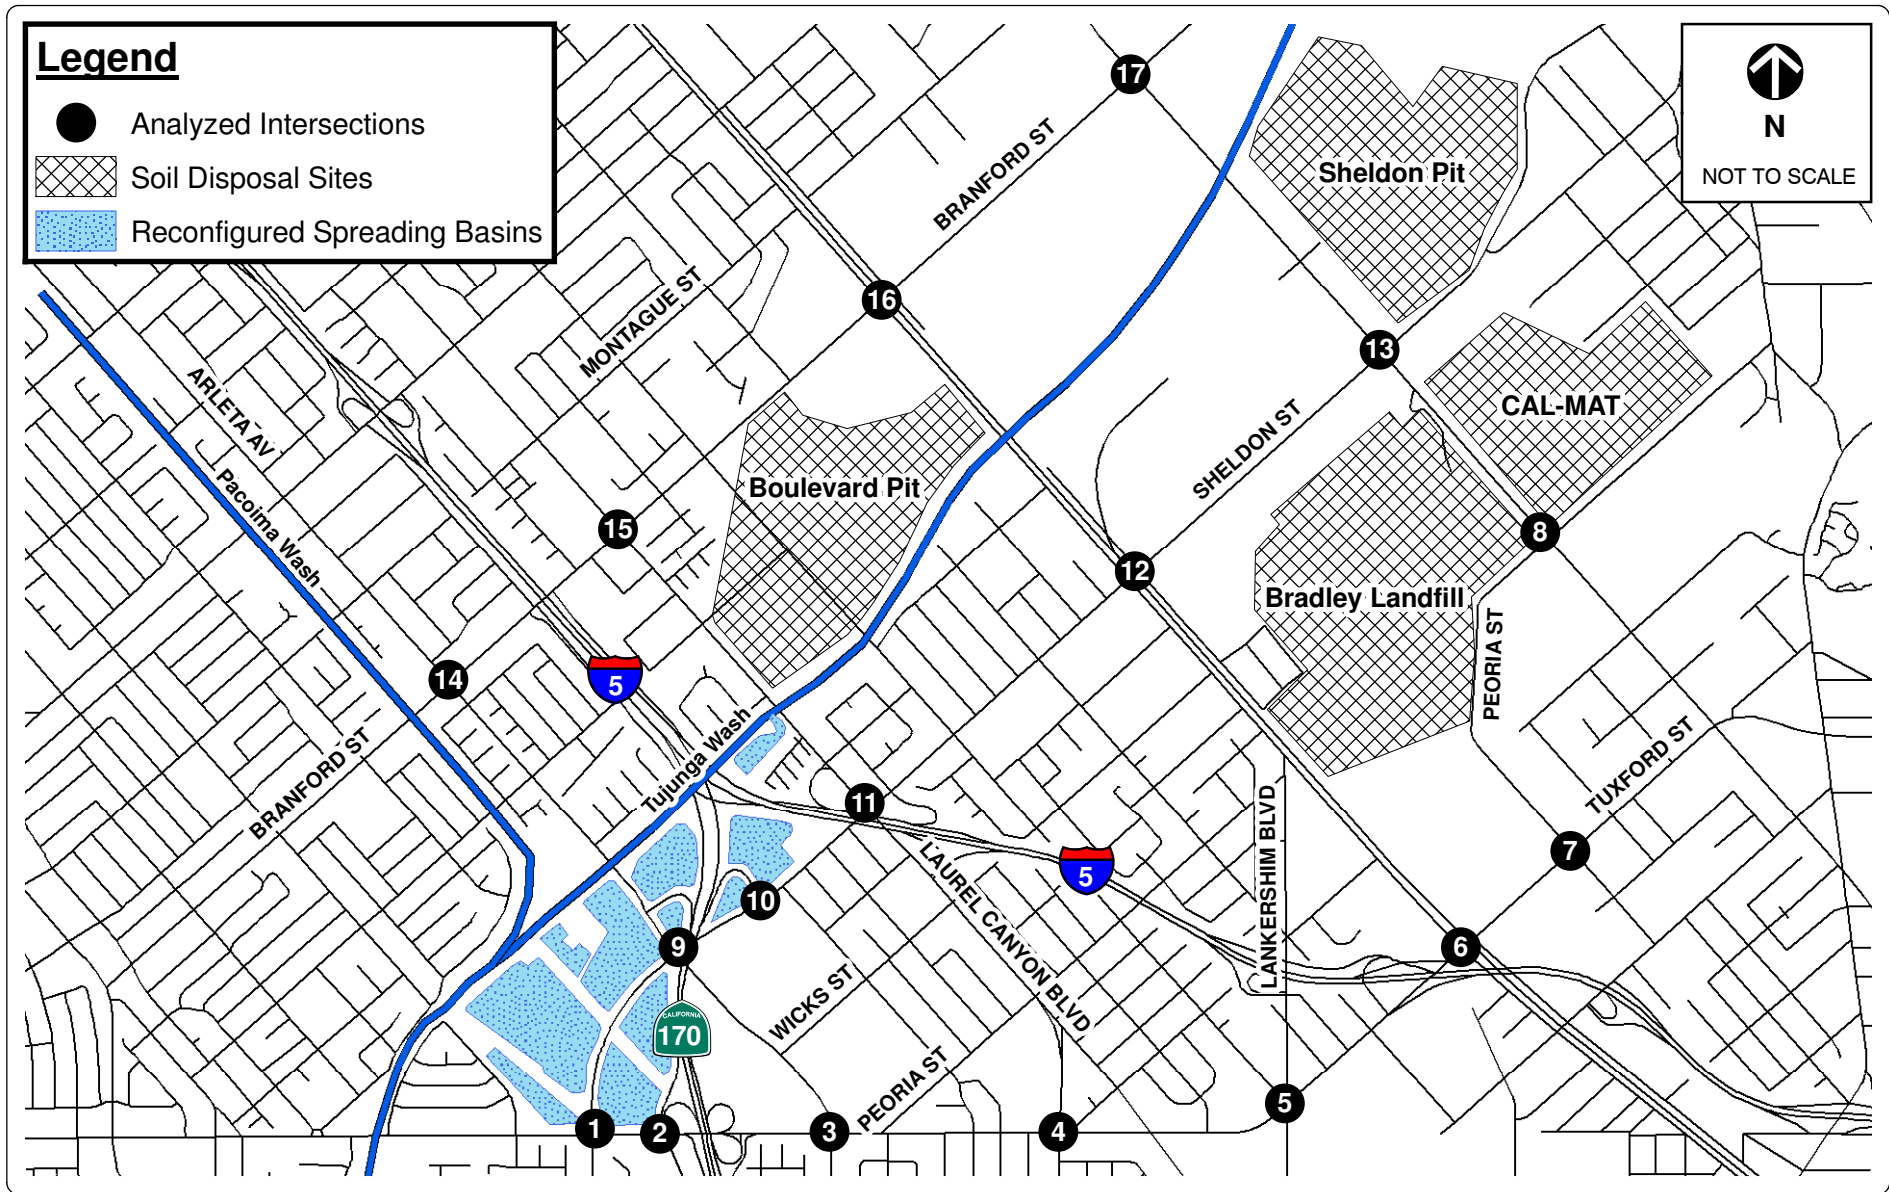 Legend
Analyzed Intersections
Soil Disposal Sites
Reconfigured Spreading Basins
N
NOT TO SCALE
17
BRANFORD ST
Sheldon Pit
MONTAGUE ST
16
13
ARLETA AV
CAL-MAT
SHELDON ST
Pacoima Wash
Boulevard Pit
15
8
12
Bradley Landfill
PEORIA ST
14
5
BRANFORD ST
Tujunga Wash
TUXFORD ST
11
LANKERSHIM BLVD
7
5
LAUREL CANYON BLVD
10
9
6
WICKS ST
CALIFORNIA
170
PEORIA ST
1
2
3
4
5